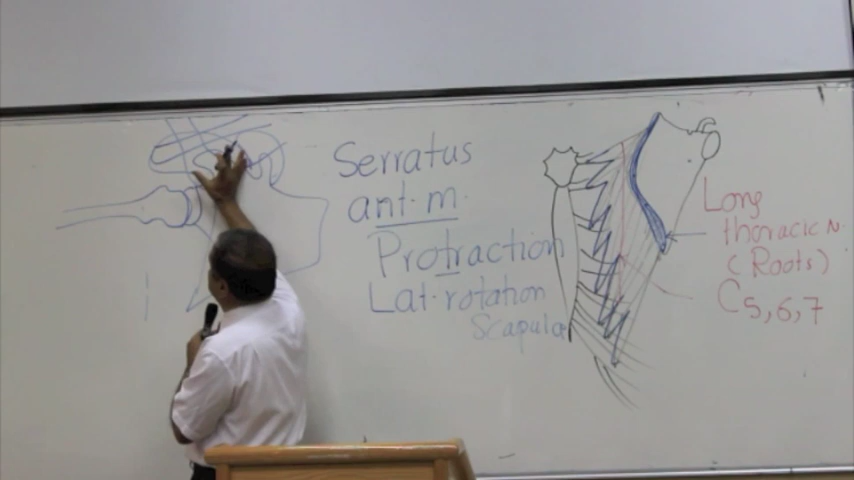 Serratus
ant. m.
Protraction
Lat. rotation
Scapula
Long
thoracic N.
(Roots)
C5,6,7